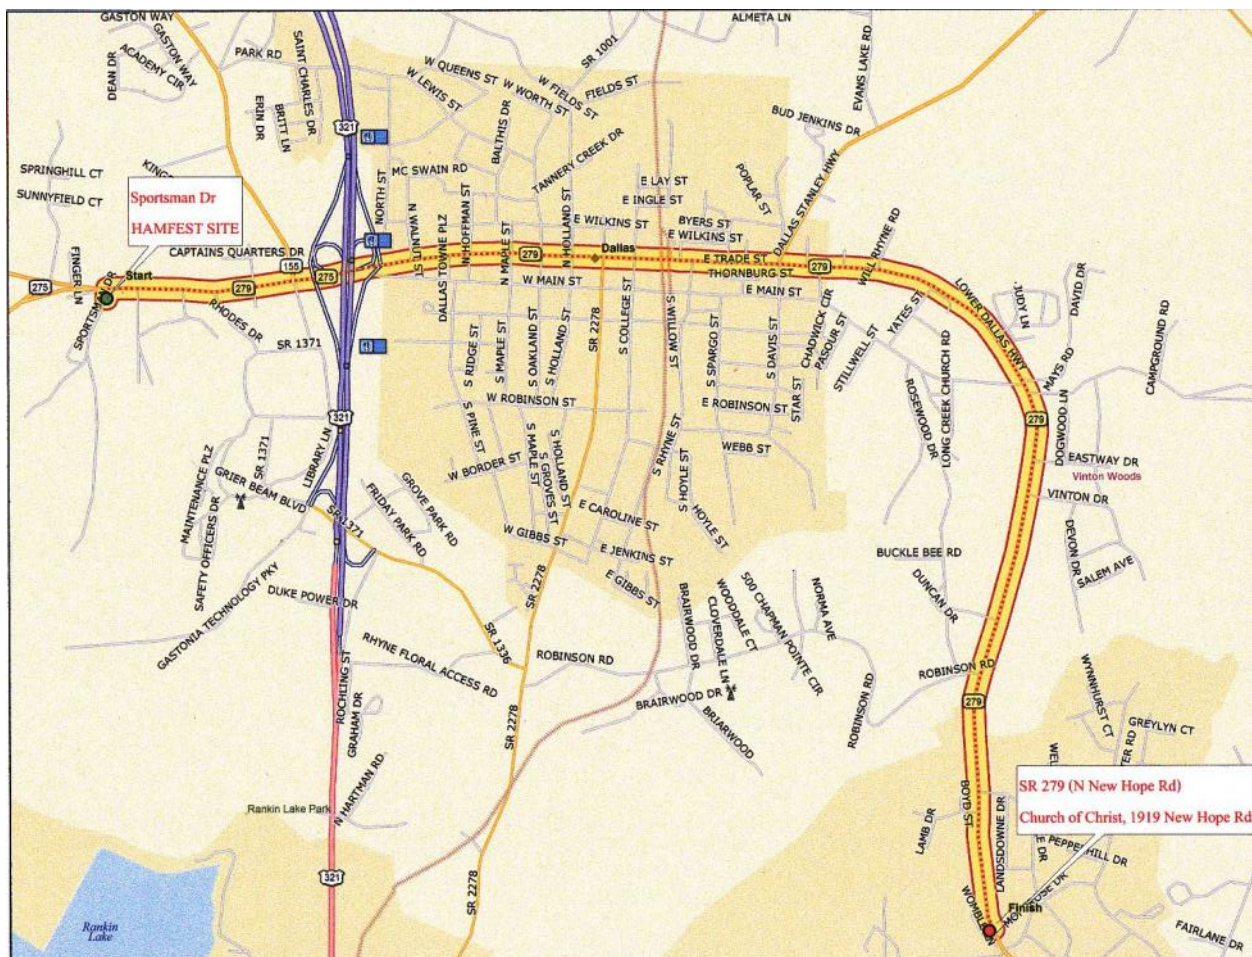 GASTON WAY
ALMETA LN
GASTON WAY
ACADEMY CIR
DEAN DR
PARK RD
SAINT CHARLES DR
ERIN DR
BRITT LN
321
W QUEENS ST
W LEWIS ST
W WORTH ST
W FIELDS ST
SR 1001
FIELDS ST
EVANS LAKE RD
BUD JENKINS DR
BALTHIS DR
TANNERY CREEK DR
MC SWAIN RD
NORTH ST
SPRINGHILL CT
SUNNYFIELD CT
Sportsman Dr
HAMFEST SITE
E LAY ST
E INGLE ST
POPLAR ST
DALLAS STANLEY HWY
BYERS ST
E WILKINS ST
E WILKINS ST
N WALNUT ST
DALLAS TOWNE PLZ
N HOFFMAN ST
N MAPLE ST
N HOLLAND ST
CAPTAINS QUARTERS DR
155
275
279
Dallas
E TRADE ST
THORNBURG ST
279
WILL RHYNE RD
LOWER DALLAS HWY
JUDY LN
DAVID DR
CAMPGROUND RD
FINGER LN
275
Start
SPORTSMAN DR
279
RHODES DR
SR 1371
W MAIN ST
E MAIN ST
SR 2278
S COLLEGE ST
S WILLOW ST
S SPARGO ST
S DAVIS ST
CHADWICK CIR
PASOUR ST
STILLWELL ST
YATES ST
MAYS RD
S RIDGE ST
S MAPLE ST
S OAKLAND ST
S HOLLAND ST
W ROBINSON ST
E ROBINSON ST
STAR ST
ROSEWOOD DR
LONG CREEK CHURCH RD
DOGWOOD LN
279
321
LIBRARY LN
SR 1371
MAINTENANCE PLZ
GRIER BEAM BLVD
SAFETY OFFICERS DR
SR 1371
FRIDAY PARK RD
GROVE PARK RD
S PINE ST
W BORDER ST
S MAPLE ST
S GROVES ST
S HOLLAND ST
S RHYNE ST
S HOYLE ST
HOYLE ST
WEBB ST
EASTWAY DR
Vinton Woods
VINTON DR
DEVON DR
SALEM AVE
W GIBBS ST
E CAROLINE ST
E JENKINS ST
E GIBBS ST
BUCKLE BEE RD
DUNCAN DR
GASTONIA TECHNOLOGY PKY
DUKE POWER DR
SR 2278
SR 1336
ROBINSON RD
BRAIRWOOD DR
CLOVERDALE LN
WOODDALE CT
500 CHAPMAN POINTE CIR
NORMA AVE
ROBINSON RD
ROBINSON RD
RHYNE FLORAL ACCESS RD
ROCHLING ST
GRAHAM DR
SR 2278
BRAIRWOOD DR
BRIARWOOD
279
WYNNHURST CT
GREYLYN CT
TER RD
WEL
N HARTMAN RD
Rankin Lake Park
321
SR 2278
SR 279 (N New Hope Rd)
Church of Christ, 1919 New Hope Rd
BOYD ST
LAMB DR
LANDSDOWNE DR
PEPPERHILL DR
WOMBLE LN
Finish
FAIRLANE DR
Rankin
Lake